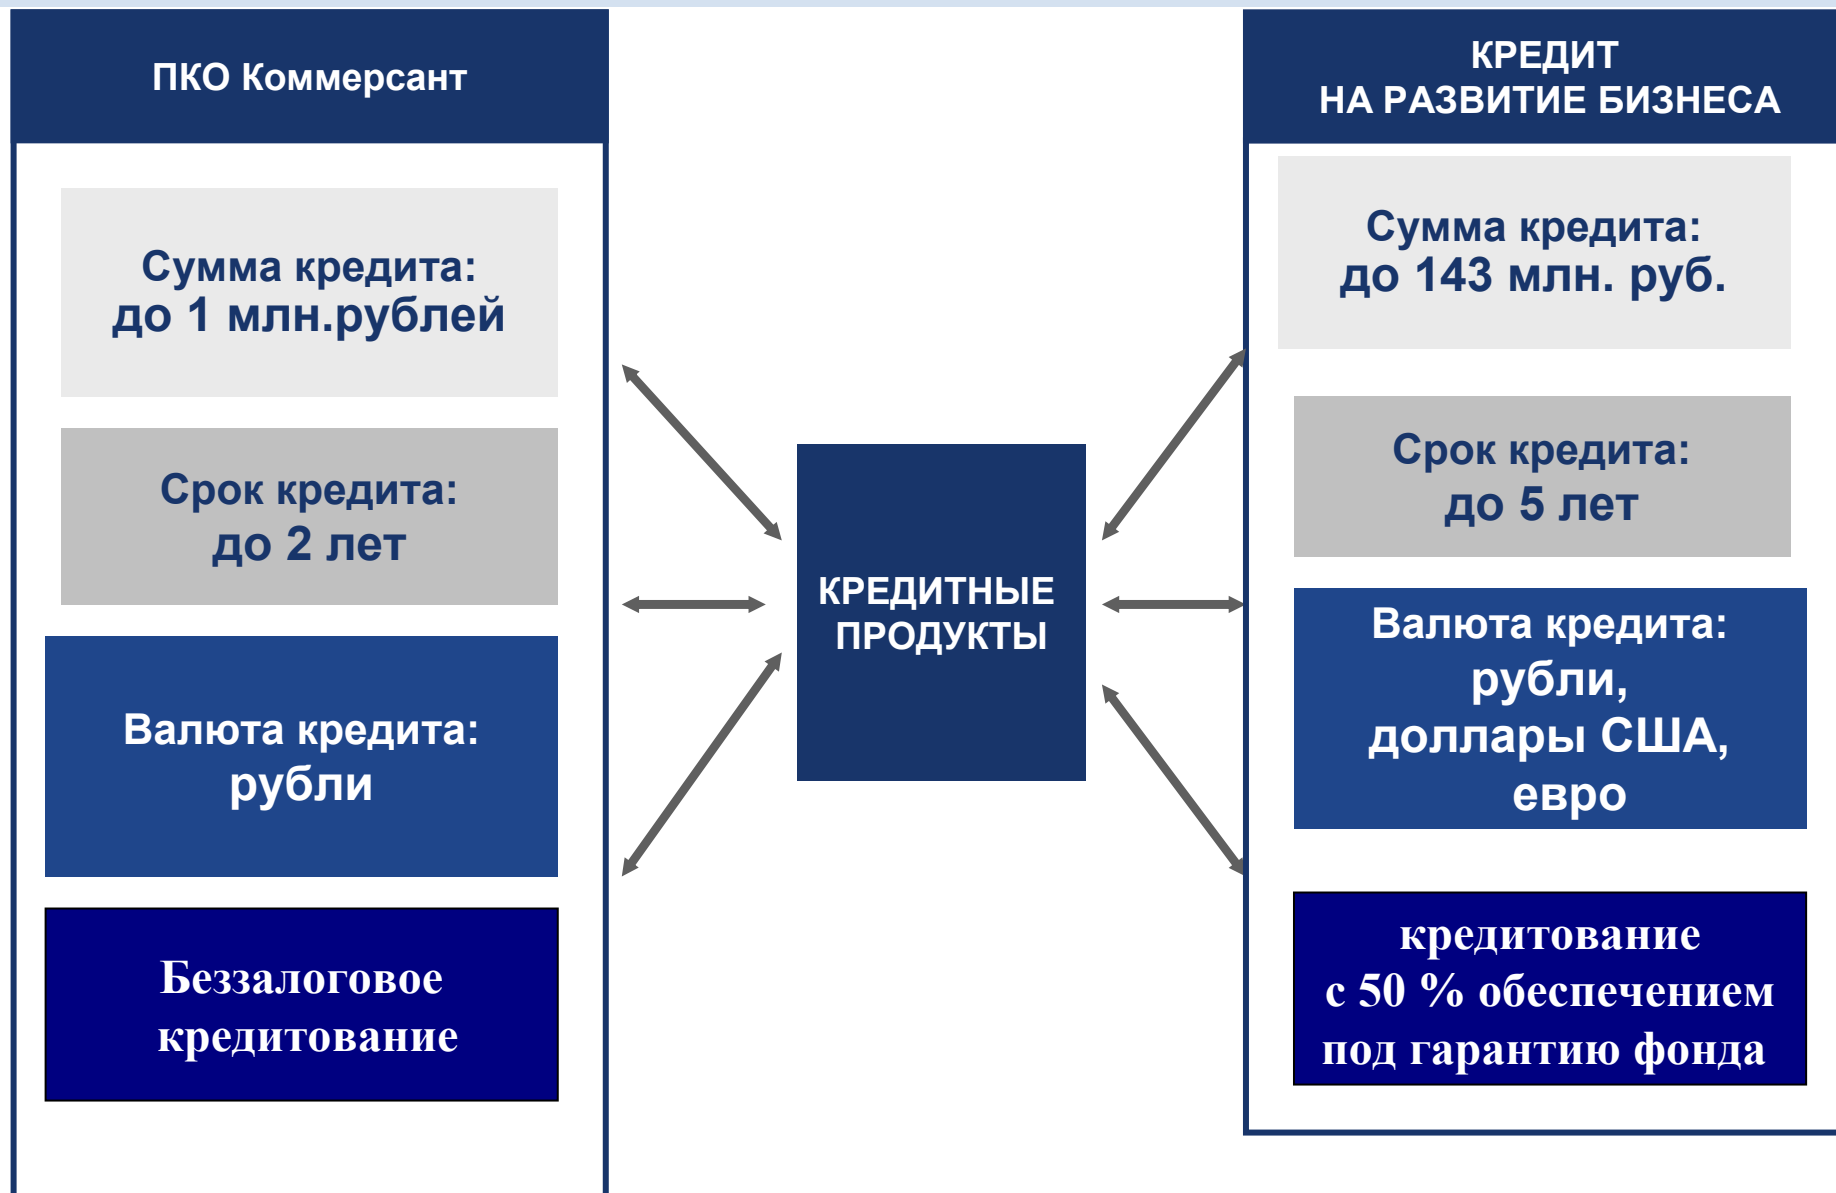 ПКО Коммерсант
Сумма кредита:
до 1 млн.рублей
Срок кредита:
до 2 лет
Валюта кредита:
рубли
Беззалоговое
кредитование
КРЕДИТНЫЕ
ПРОДУКТЫ
КРЕДИТ
НА РАЗВИТИЕ БИЗНЕСА
Сумма кредита:
до 143 млн. руб.
Срок кредита:
до 5 лет
Валюта кредита:
рубли,
доллары США,
евро
кредитование
с 50 % обеспечением
под гарантию фонда